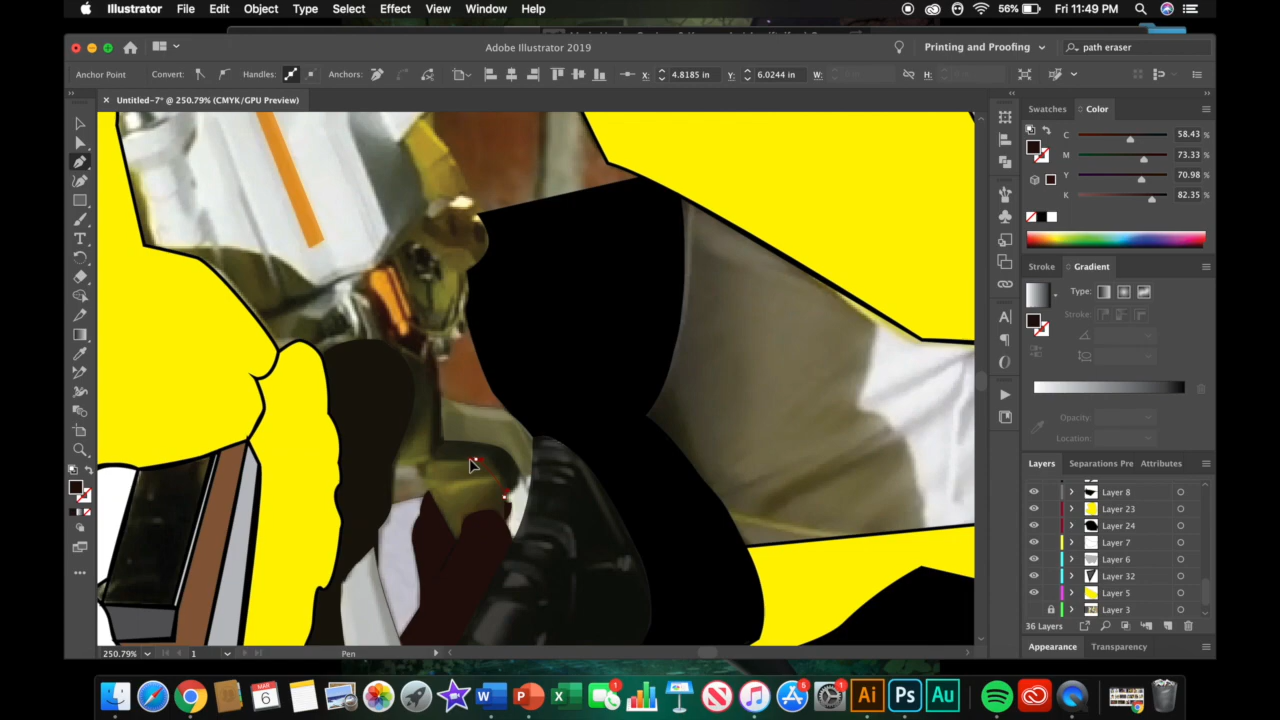 Illustrator File Edit Object Type Select Effect View Window Help 56% Fri 11:49 PM
Adobe Illustrator 2019 Printing and Proofing path eraser
Anchor Point Convert: Handles: Anchors: X: 4.8185 in Y: 6.0244 in W: H:
× Untitled-7* @ 250.79% (CMYK/GPU Preview)
Swatches Color
C 58.43 %
M 73.33 %
Y 70.98 %
K 82.35 %
Stroke Gradient
Type:
Stroke:
Opacity:
Location:
Layers Separations Pre Attributes
Layer 8
Layer 23
Layer 24
Layer 7
Layer 6
Layer 32
Layer 5
Layer 3
36 Layers
Appearance Transparency
250.79% 1 Pen
MAR
6
1
6
1
Ai Ps Au